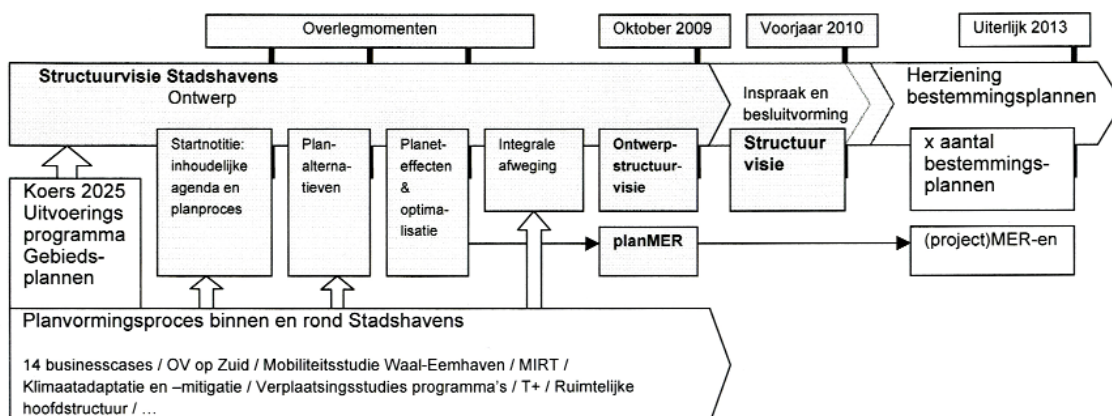 Overlegmomenten
Oktober 2009
Voorjaar 2010
Uiterlijk 2013
Structuurvisie Stadshavens
Ontwerp
Inspraak en
besluitvorming
Herziening
bestemmingsplannen
Koers 2025
Uitvoerings
programma
Gebieds-
plannen
Startnotitie:
inhoudelijke
agenda en
planproces
Plan-
alterna-
tieven
Planet-
effecten
&
optima-
lisatie
Integrale
afweging
Ontwerp-
structuur-
visie
Structuur
visie
x aantal
bestemmings-
plannen
planMER
(project)MER-en
Planvormingsproces binnen en rond Stadshavens
14 businesscases / OV op Zuid / Mobiliteitsstudie Waal-Eemhaven / MIRT /
Klimaatadaptatie en –mitigatie / Verplaatsingsstudies programma's / T+ / Ruimtelijke
hoofdstructuur / ...